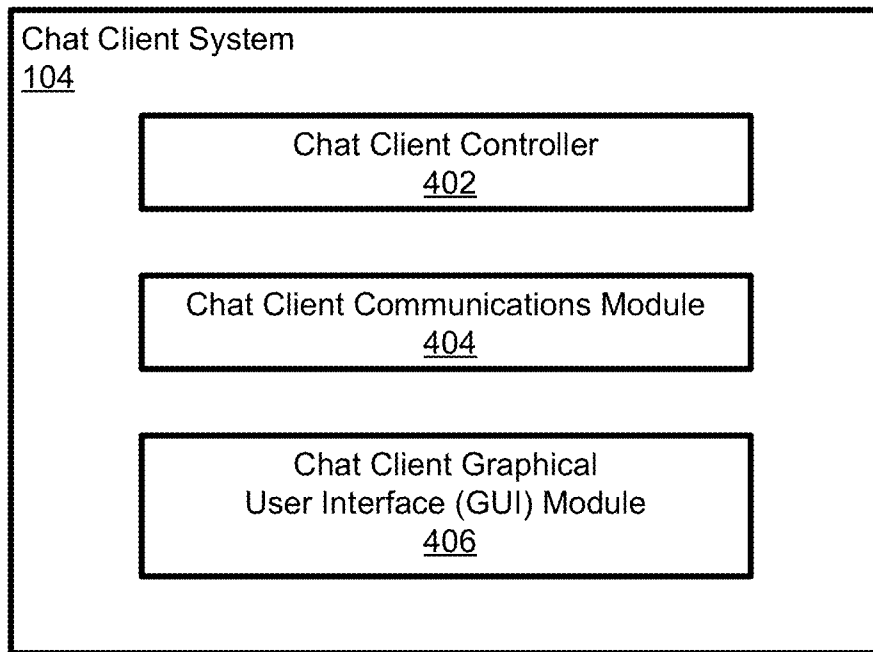 Chat Client System
104
Chat Client Controller
402
Chat Client Communications Module
404
Chat Client Graphical
User Interface (GUI) Module
406